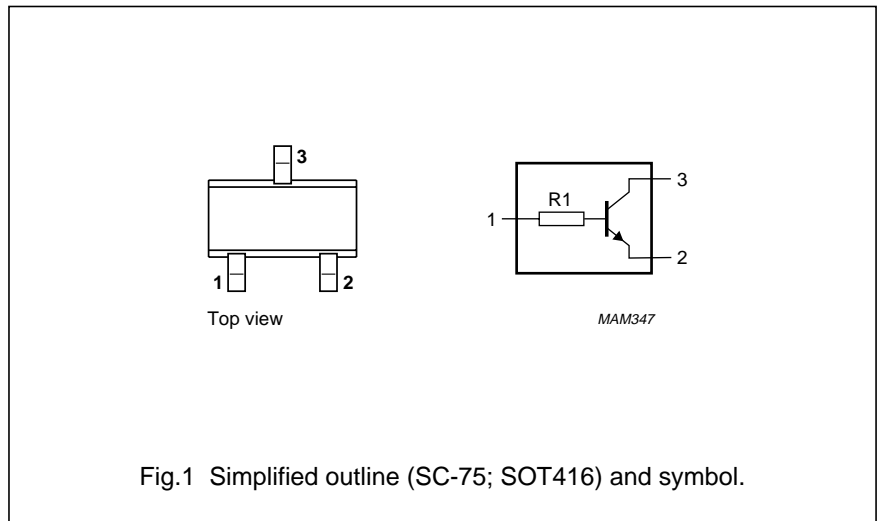 3
1
2
Top view
R1
1
3
2
MAM347
Fig.1 Simplified outline (SC-75; SOT416) and symbol.